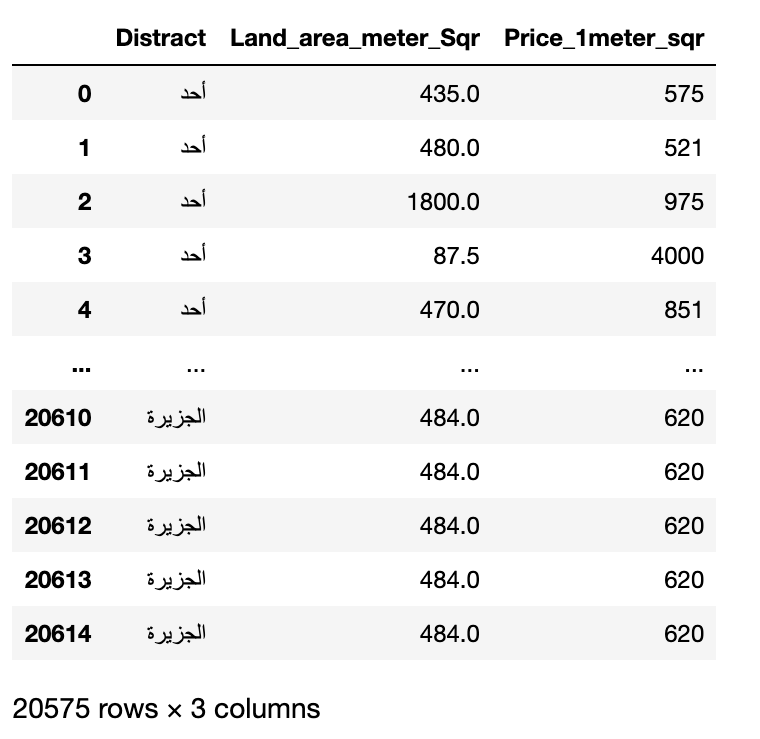 Distract Land_area_meter_Sqr Price_1meter_sqr
0 أحد 435.0 575
1 أحد 480.0 521
2 أحد 1800.0 975
3 أحد 87.5 4000
4 أحد 470.0 851
... ... ... ...
20610 الجزيرة 484.0 620
20611 الجزيرة 484.0 620
20612 الجزيرة 484.0 620
20613 الجزيرة 484.0 620
20614 الجزيرة 484.0 620
20575 rows × 3 columns